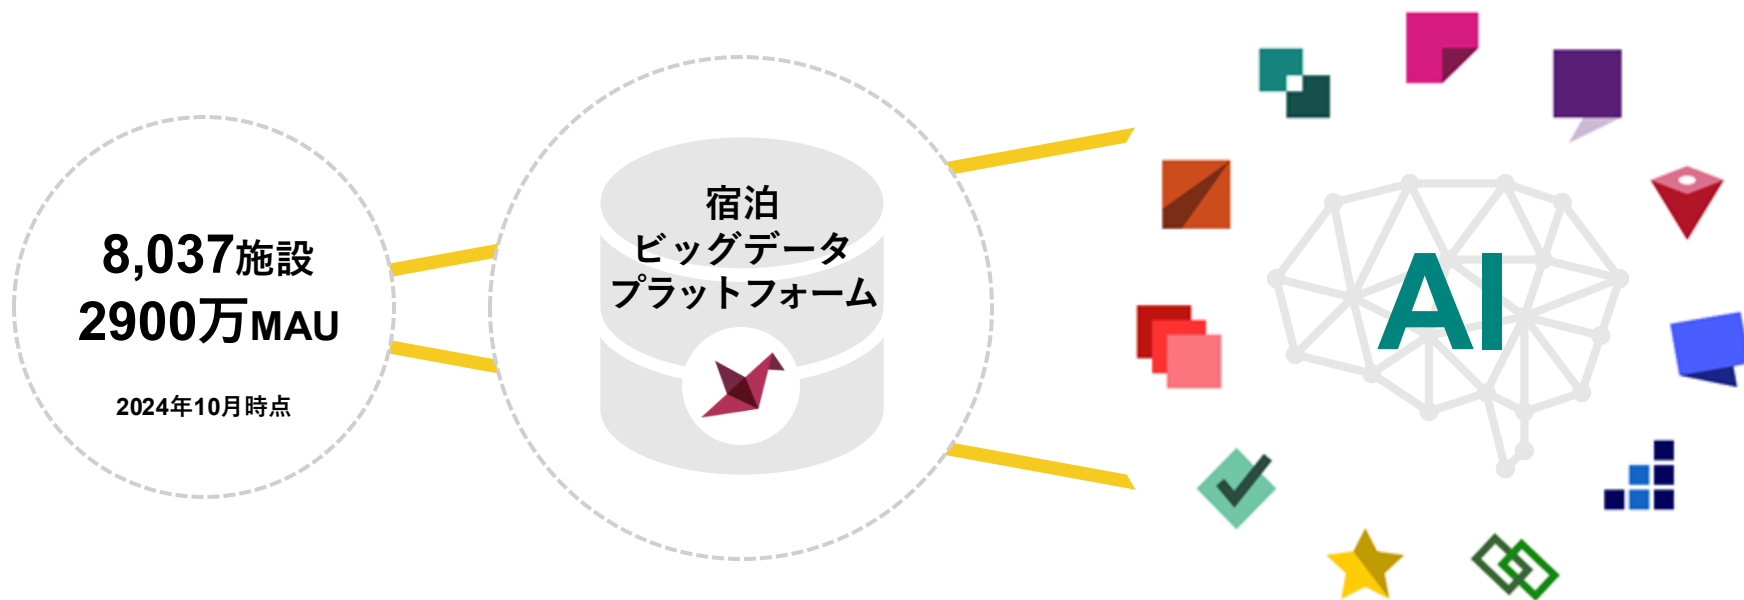 8,037施設
2900万MAU
2024年10月時点
宿泊
ビッグデータ
プラットフォーム
AI